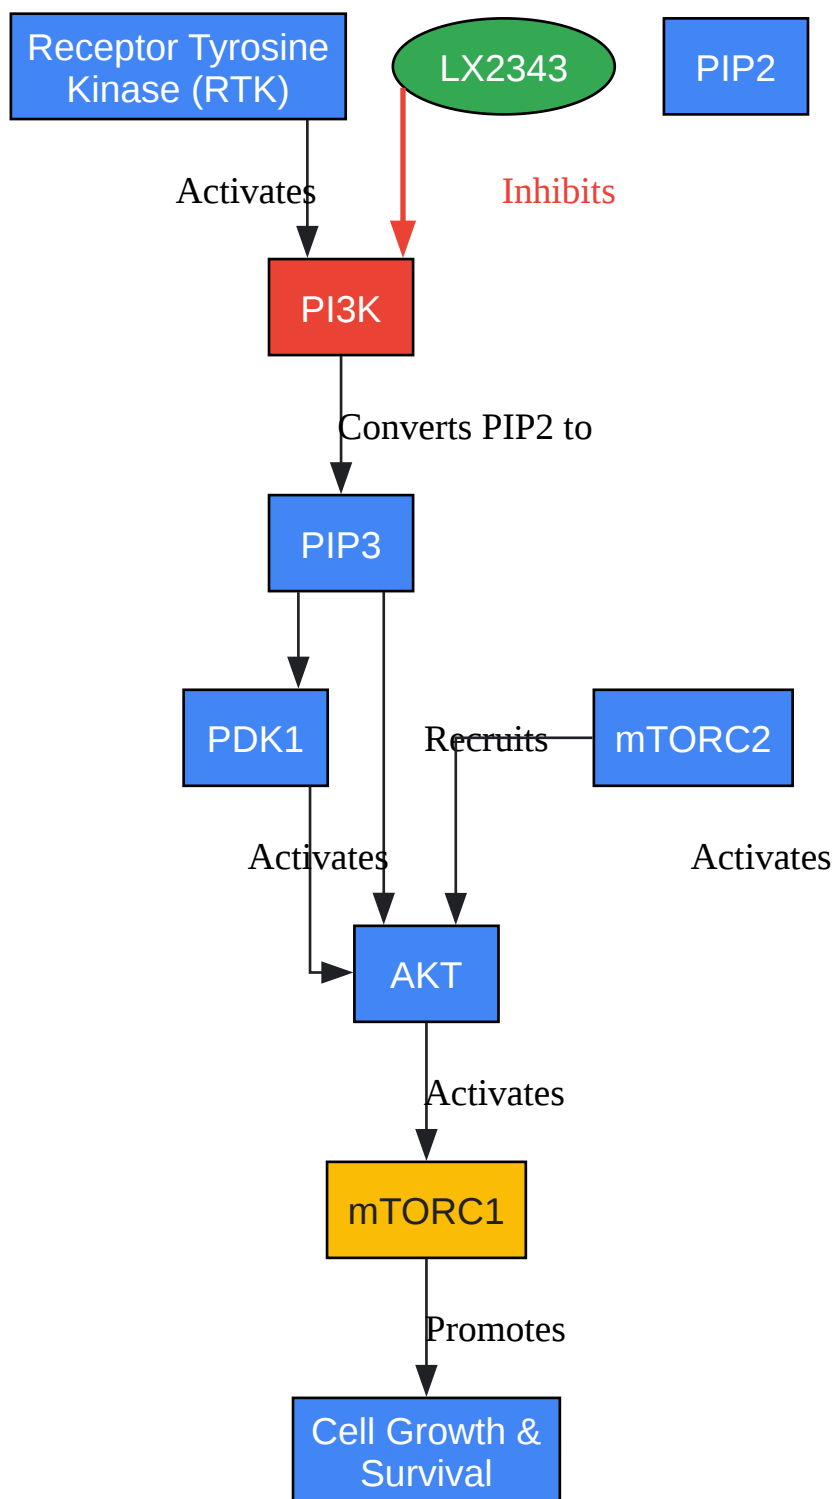 Receptor Tyrosine
Kinase (RTK)
LX2343
PIP2
Activates
Inhibits
PI3K
Converts PIP2 to
PIP3
PDK1
Recruits
mTORC2
Activates
Activates
AKT
Activates
mTORC1
Promotes
Cell Growth &
Survival